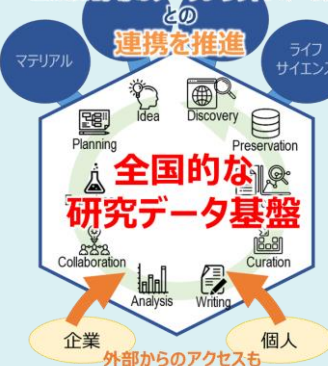 との
連携を推進
マテリアル
ライフ
サイエンス
Idea
Discovery
Planning
Preservation
全国的な
研究データ基盤
Collaboration
Curation
Analysis
Writing
企業
個人
外部からのアクセスも